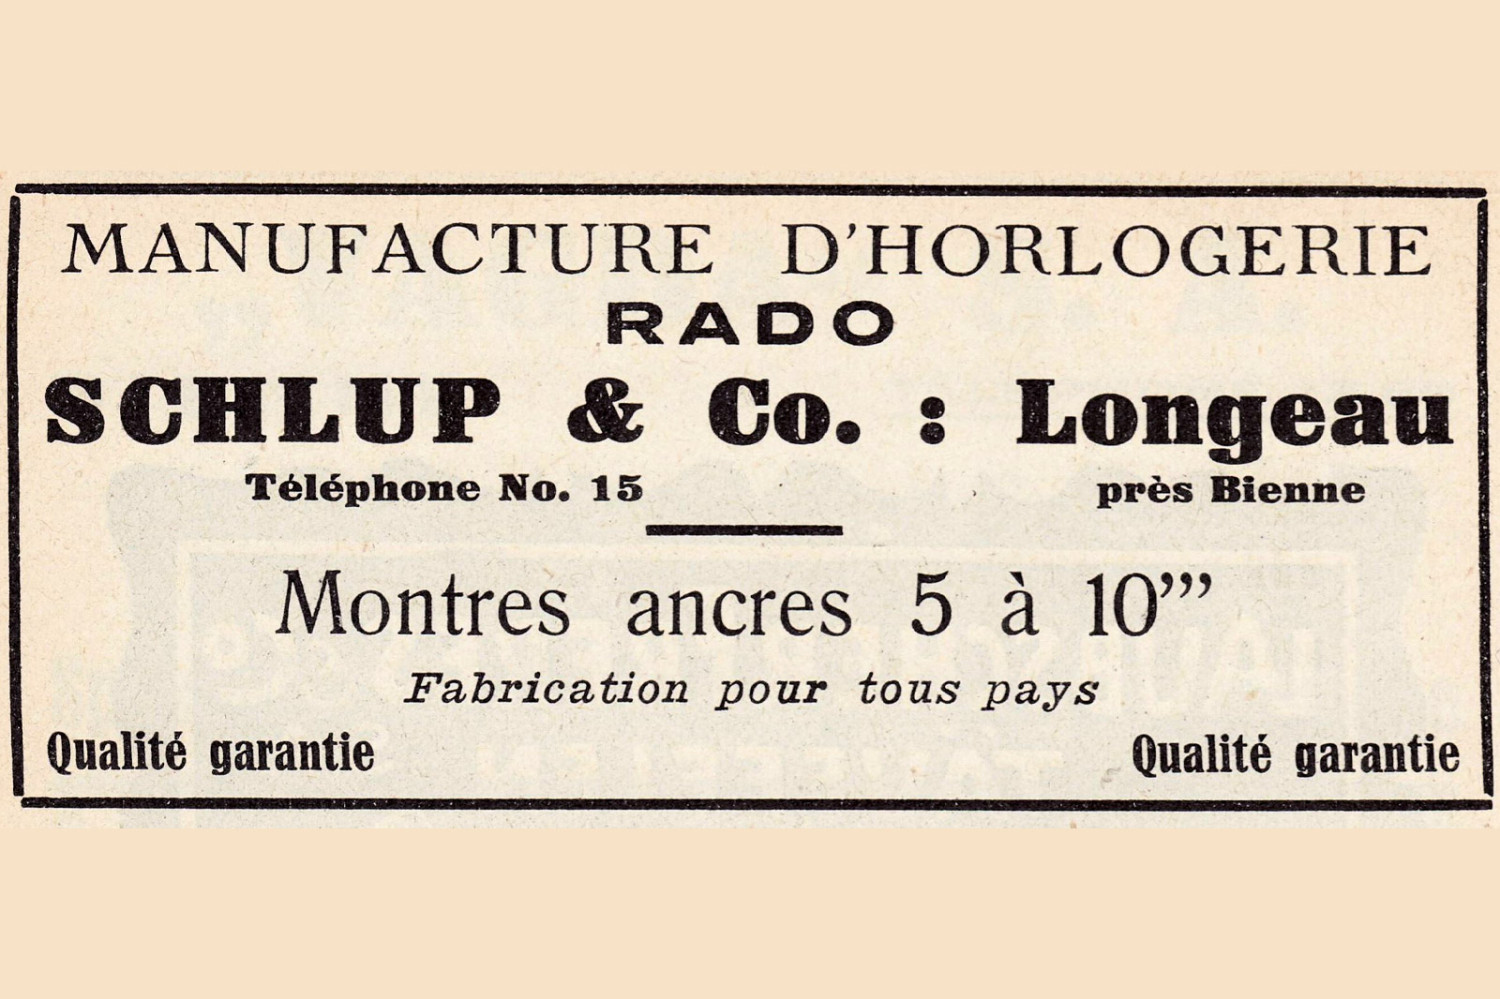 MANUFACTURE D'HORLOGERIE
RADO
SCHLUP & Co. : Longeau
Téléphone No. 15 près Bienne
Montres ancres 5 à 10’’’
Fabrication pour tous pays
Qualité garantie Qualité garantie